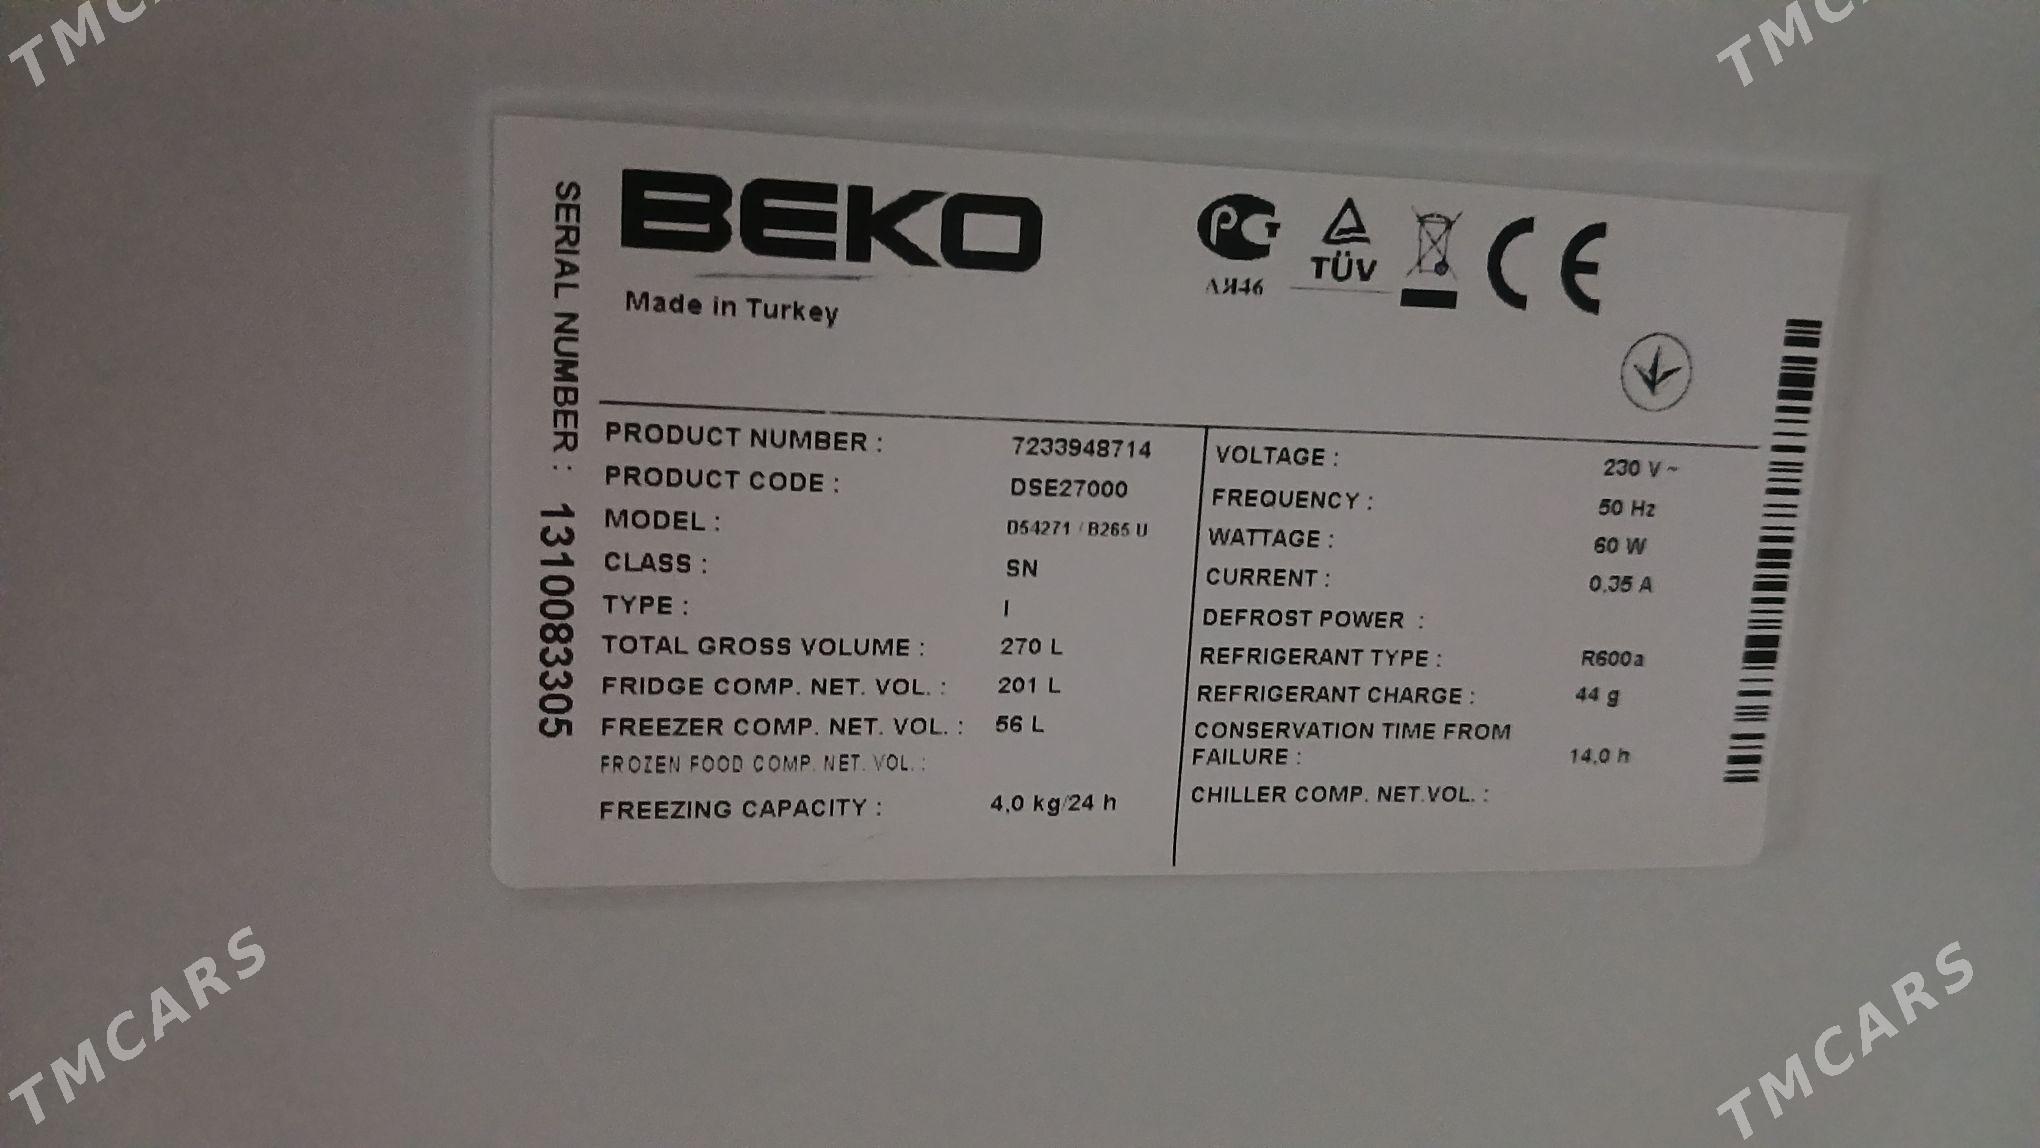 TMCARS
TMCARS
BEKO
Made in Turkey
PG
АЯ46
TÜV
CE
SERIAL NUMBER : 1310083305
PRODUCT NUMBER : 7233948714
PRODUCT CODE : DSE27000
MODEL : D54271 / B265 U
CLASS : SN
TYPE : I
TOTAL GROSS VOLUME : 270 L
FRIDGE COMP. NET. VOL. : 201 L
FREEZER COMP. NET. VOL. : 56 L
FROZEN FOOD COMP. NET. VOL. :
FREEZING CAPACITY : 4,0 kg/24 h
VOLTAGE : 230 V ~
FREQUENCY : 50 Hz
WATTAGE : 60 W
CURRENT : 0,35 A
DEFROST POWER :
REFRIGERANT TYPE : R600a
REFRIGERANT CHARGE : 44 g
CONSERVATION TIME FROM
FAILURE : 14,0 h
CHILLER COMP. NET.VOL. :
TMCARS
TMCARS